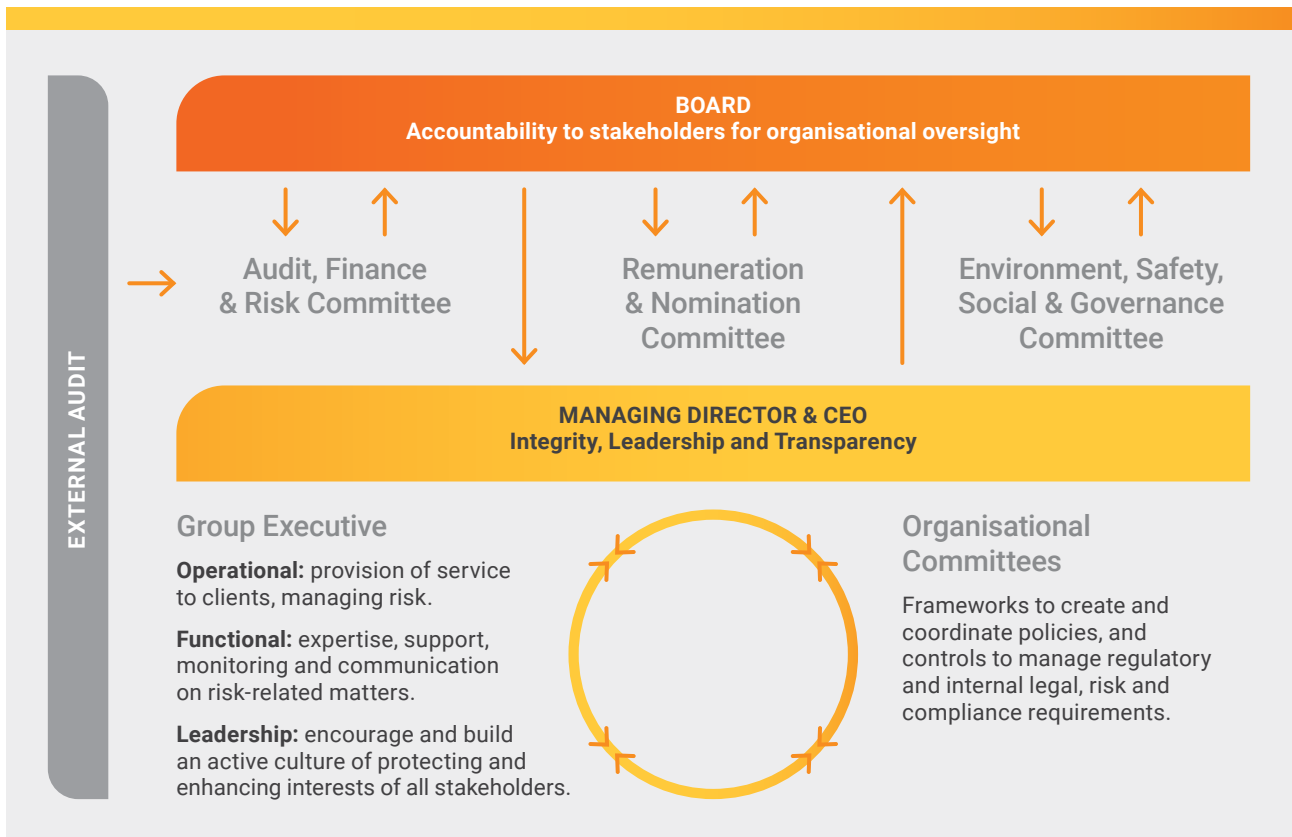 EXTERNAL AUDIT
BOARD
Accountability to stakeholders for organisational oversight
Audit, Finance
& Risk Committee
Remuneration
& Nomination
Committee
Environment, Safety,
Social & Governance
Committee
MANAGING DIRECTOR & CEO
Integrity, Leadership and Transparency
Group Executive
Operational: provision of service
to clients, managing risk.
Functional: expertise, support,
monitoring and communication
on risk-related matters.
Leadership: encourage and build
an active culture of protecting and
enhancing interests of all stakeholders.
Organisational
Committees
Frameworks to create and
coordinate policies, and
controls to manage regulatory
and internal legal, risk and
compliance requirements.